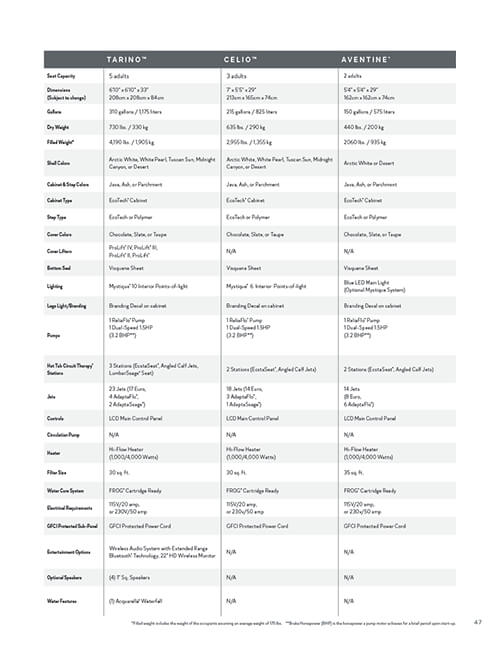 TARINO™ CELIO™ AVENTINE™
Seat Capacity 5 adults 3 adults 2 adults
Dimensions 6'10" x 6'10" x 33" 7' x 5'5" x 29" 5'4" x 5'4" x 29"
(Subject to change) 208cm x 208cm x 84cm 213cm x 165cm x 74cm 162cm x 162cm x 74cm
Gallons 310 gallons / 1,175 liters 215 gallons / 825 liters 150 gallons / 575 liters
Dry Weight 730 lbs. / 330 kg 635 lbs. / 290 kg 440 lbs. / 200 kg
Filled Weight* 4,190 lbs. / 1,905 kg 2,955 lbs. / 1,355 kg 2060 lbs. / 935 kg
Shell Colors Arctic White, White Pearl, Tuscan Sun, Midnight Arctic White, White Pearl, Tuscan Sun, Midnight Arctic White or Desert
Canyon, or Desert Canyon, or Desert
Cabinet & Step Colors Java, Ash, or Parchment Java, Ash, or Parchment Java, Ash, or Parchment
Cabinet Type EcoTech® Cabinet EcoTech® Cabinet EcoTech® Cabinet
Step Type EcoTech or Polymer EcoTech or Polymer EcoTech or Polymer
Cover Colors Chocolate, Slate, or Taupe Chocolate, Slate, or Taupe Chocolate, Slate, or Taupe
Cover Lifters ProLift® IV, ProLift® III, N/A N/A
ProLift® II, ProLift®
Bottom Seal Visquene Sheet Visquene Sheet Visquene Sheet
Lighting Mystique® 10 Interior Points-of-light Mystique® 6 Interior Points-of-light Blue LED Main Light
(Optional Mystique System)
Logo Light/Branding Branding Decal on cabinet Branding Decal on cabinet Branding Decal on cabinet
Pumps 1 ReliaFlo® Pump 1 ReliaFlo® Pump 1 ReliaFlo® Pump
1 Dual-Speed 1.5HP 1 Dual-Speed 1.5HP 1 Dual-Speed 1.5HP
(3.2 BHP**) (3.2 BHP**) (3.2 BHP**)
Hot Tub Circuit Therapy® 3 Stations (EcstaSeat®, Angled Calf Jets, 2 Stations (EcstaSeat®, Angled Calf Jets) 2 Stations (EcstaSeat®, Angled Calf Jets)
Stations LumbarSsage® Seat)
Jets 23 Jets (17 Euro, 18 Jets (14 Euro, 14 Jets
4 AdaptaFlo®, 3 AdaptaFlo®, (8 Euro,
2 AdaptaSsage®) 1 AdaptaSsage®) 6 AdaptaFlo®)
Controls LCD Main Control Panel LCD Main Control Panel LCD Main Control Panel
Circulation Pump N/A N/A N/A
Heater Hi-Flow Heater Hi-Flow Heater Hi-Flow Heater
(1,000/4,000 Watts) (1,000/4,000 Watts) (1,000/4,000 Watts)
Filter Size 30 sq. ft. 30 sq. ft. 35 sq. ft.
Water Care System FROG® Cartridge Ready FROG® Cartridge Ready FROG® Cartridge Ready
Electrical Requirements 115V/20 amp, 115V/20 amp, 115V/20 amp,
or 230V/50 amp or 230v/50 amp or 230v/50 amp
GFCI Protected Sub-Panel GFCI Protected Power Cord GFCI Protected Power Cord GFCI Protected Power Cord
Entertainment Options Wireless Audio System with Extended Range N/A N/A
Bluetooth® Technology, 22" HD Wireless Monitor
Optional Speakers (4) 1" Sq. Speakers N/A N/A
Water Features (1) Acquarella® Waterfall N/A N/A
*Filled weight includes the weight of the occupants assuming an average weight of 175 lbs. **Brake Horsepower (BHP) is the horsepower a pump motor achieves for a brief period upon start-up. 47